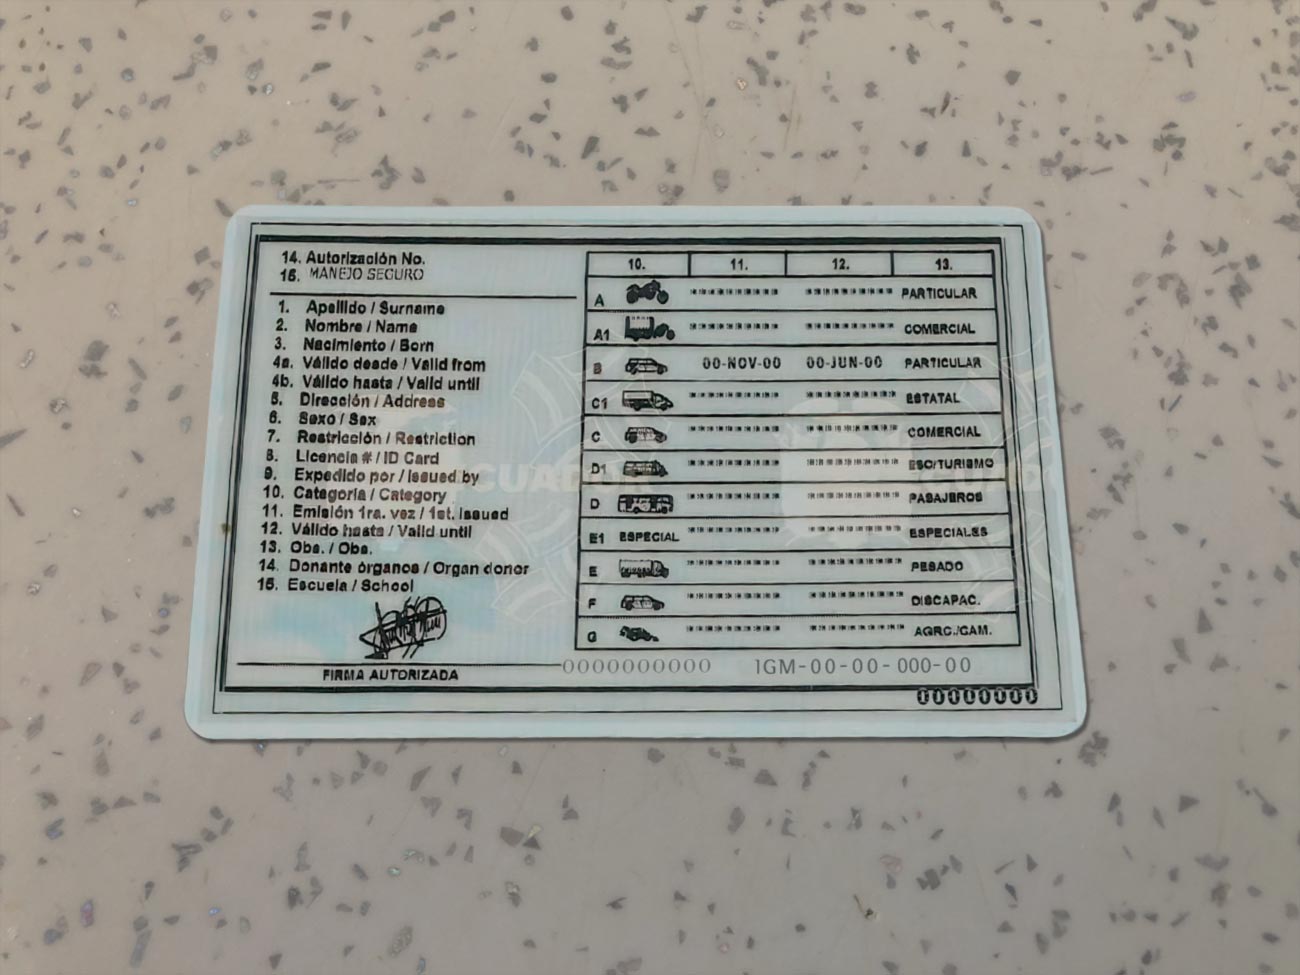 14. Autorización No.
15. MANEJO SEGURO
1. Apellido / Surname
2. Nombre / Name
3. Nacimiento / Born
4a. Válido desde / Valid from
4b. Válido hasta / Valid until
5. Dirección / Address
6. Sexo / Sex
7. Restricción / Restriction
8. Licencia # / ID Card
9. Expedido por / Issued by
10. Categoría / Category
11. Emisión 1ra. vez / 1st. Issued
12. Válido hasta / Valid until
13. Obs. / Obs.
14. Donante órganos / Organ donor
15. Escuela / School
FIRMA AUTORIZADA
10. 11. 12. 13.
A ********** ********** PARTICULAR
A1 ********** ********** COMERCIAL
B 00-NOV-00 00-JUN-00 PARTICULAR
C1 ********** ********** ESTATAL
C ********** ********** COMERCIAL
D1 ********** ********** ESC/TURISMO
D ********** ********** PASAJEROS
E1 ESPECIAL ********** ********** ESPECIALES
E ********** ********** PESADO
F ********** ********** DISCAPAC.
G ********** ********** AGRC./CAM.
0000000000 IGM-00-00-000-00
00000000
ECUADOR